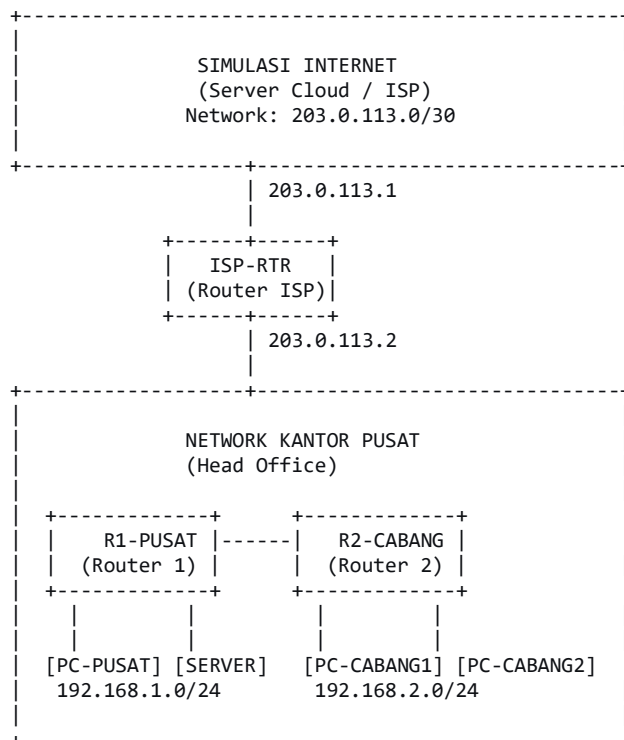 SIMULASI INTERNET
(Server Cloud / ISP)
Network: 203.0.113.0/30
203.0.113.1
ISP-RTR
(Router ISP)
203.0.113.2
NETWORK KANTOR PUSAT
(Head Office)
R1-PUSAT R2-CABANG
(Router 1) (Router 2)
[PC-PUSAT] [SERVER] [PC-CABANG1] [PC-CABANG2]
192.168.1.0/24 192.168.2.0/24